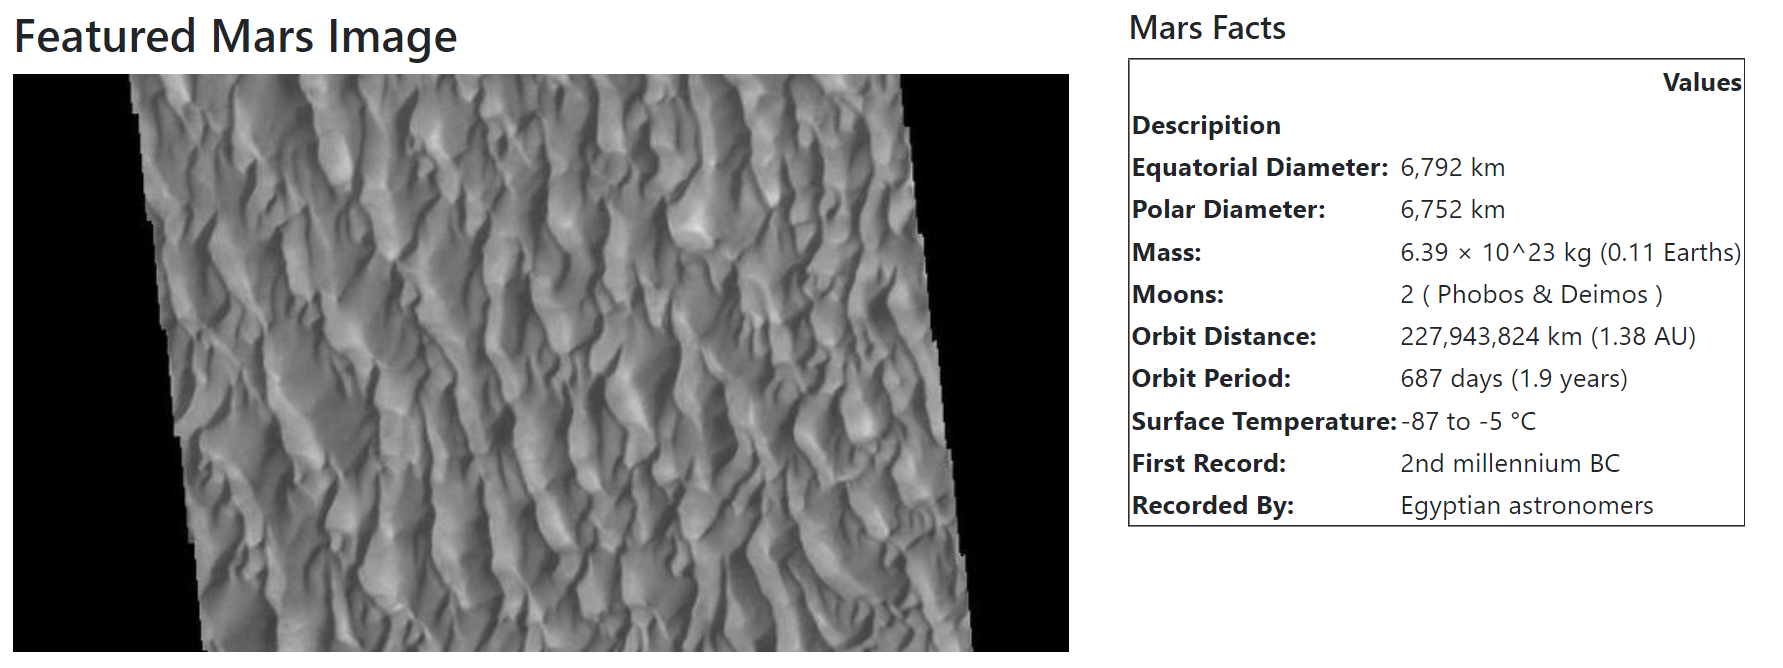 Featured Mars Image
Mars Facts
Values
Descripition
Equatorial Diameter: 6,792 km
Polar Diameter: 6,752 km
Mass: 6.39 × 10^23 kg (0.11 Earths)
Moons: 2 ( Phobos & Deimos )
Orbit Distance: 227,943,824 km (1.38 AU)
Orbit Period: 687 days (1.9 years)
Surface Temperature: -87 to -5 °C
First Record: 2nd millennium BC
Recorded By: Egyptian astronomers